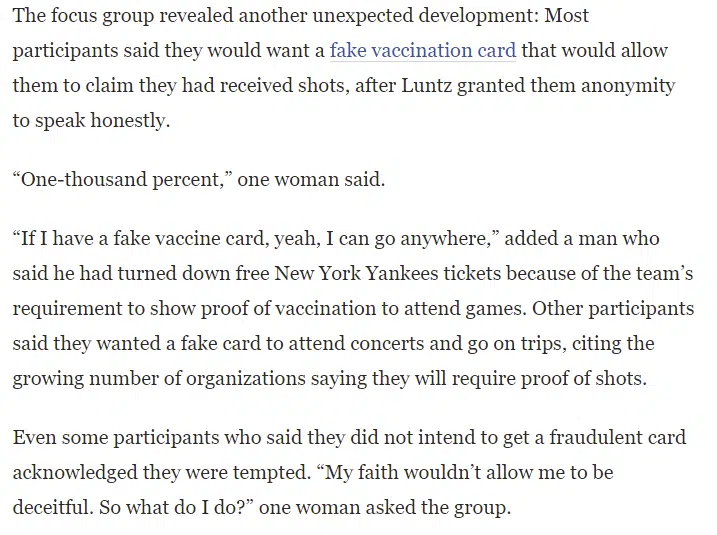 The focus group revealed another unexpected development: Most
participants said they would want a fake vaccination card that would allow
them to claim they had received shots, after Luntz granted them anonymity
to speak honestly.
“One-thousand percent,” one woman said.
“If I have a fake vaccine card, yeah, I can go anywhere,” added a man who
said he had turned down free New York Yankees tickets because of the team’s
requirement to show proof of vaccination to attend games. Other participants
said they wanted a fake card to attend concerts and go on trips, citing the
growing number of organizations saying they will require proof of shots.
Even some participants who said they did not intend to get a fraudulent card
acknowledged they were tempted. “My faith wouldn’t allow me to be
deceitful. So what do I do?” one woman asked the group.